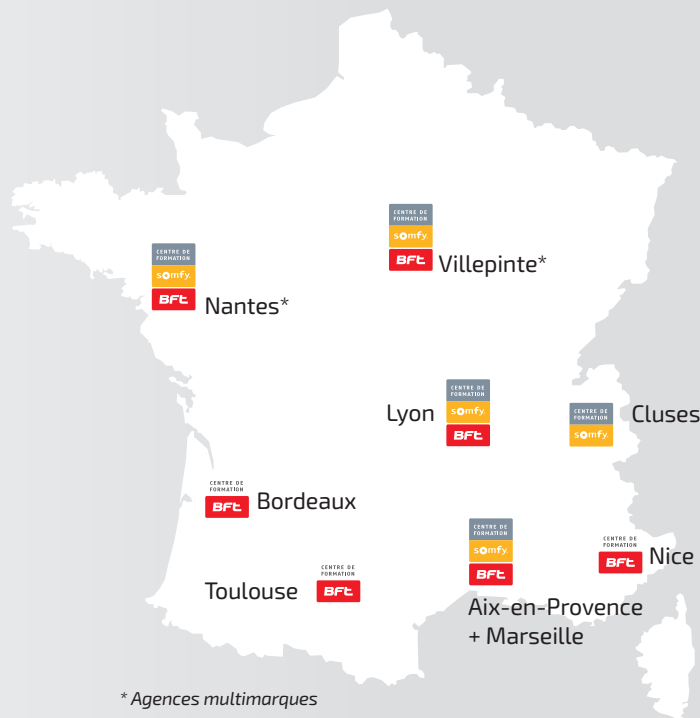 CENTRE DE
FORMATION
somfy.
BFt
Villepinte*
CENTRE DE
FORMATION
somfy.
BFt
Nantes*
CENTRE DE
FORMATION
somfy.
BFt
Lyon
CENTRE DE
FORMATION
somfy.
Cluses
CENTRE DE
FORMATION
BFt
Bordeaux
CENTRE DE
FORMATION
somfy.
BFt
Aix-en-Provence
+ Marseille
CENTRE DE
FORMATION
BFt
Nice
CENTRE DE
FORMATION
BFt
Toulouse
* Agences multimarques